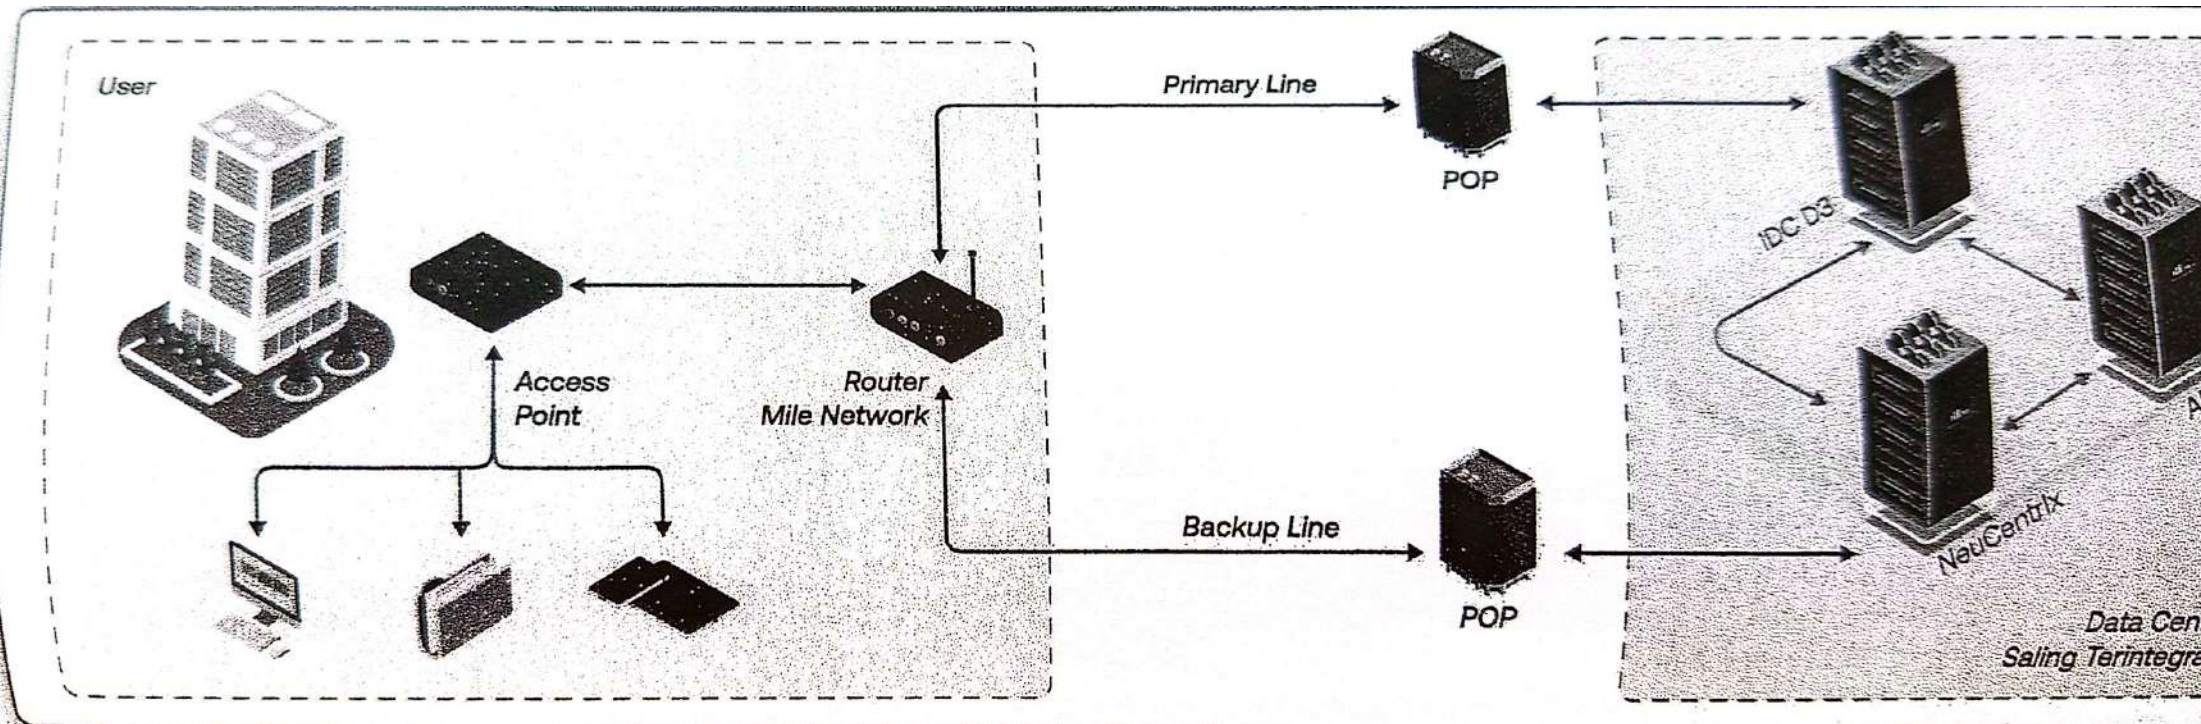 User
Primary Line
POP
IDC D3
Access
Point
Router
Mile Network
Backup Line
POP
NeuCentrix
Data Cen
Saling Terintegra